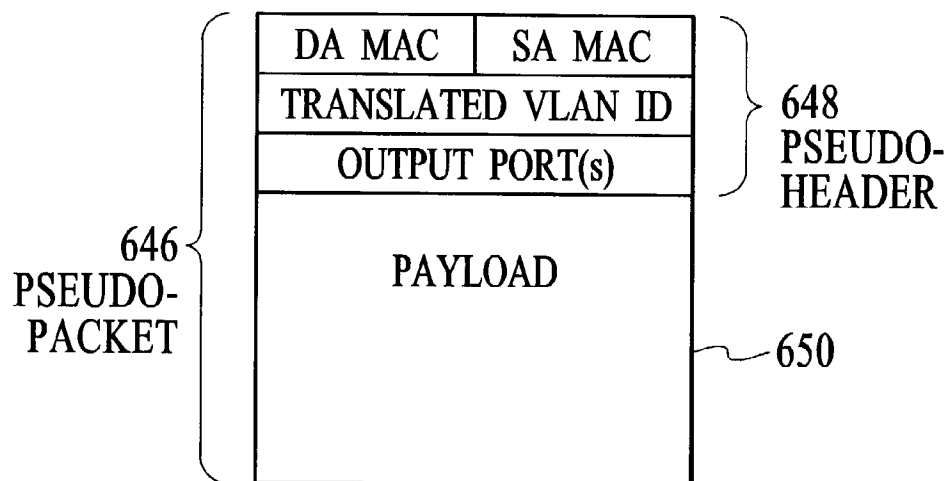 DA MAC
SA MAC
TRANSLATED VLAN ID
OUTPUT PORT(s)
648
PSEUDO-
HEADER
646
PSEUDO-
PACKET
PAYLOAD
650